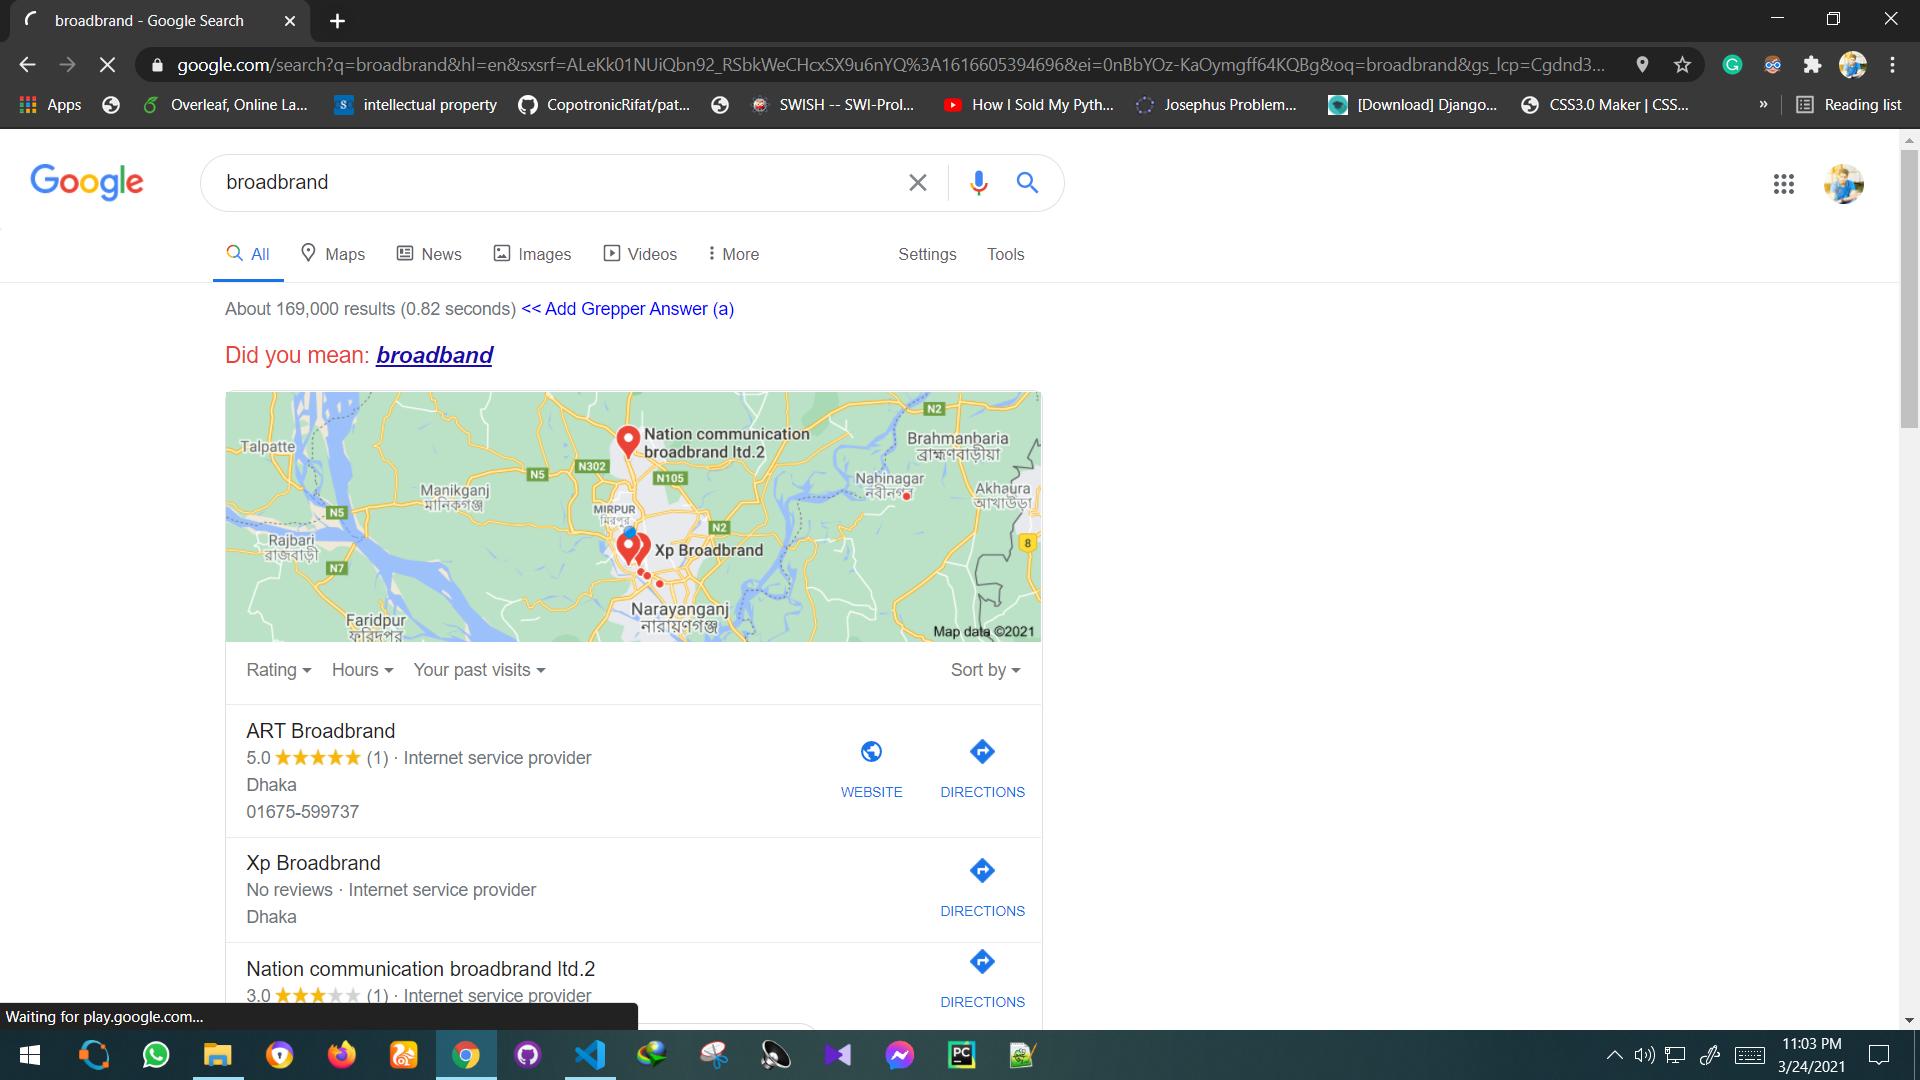 broadbrand - Google Search
google.com/search?q=broadbrand&hl=en&sxsrf=ALeKk01NUiQbn92_RSbkWeCHcxSX9u6nYQ%3A1616605394696&ei=0nBbYOz-KaOymgff64KQBg&oq=broadbrand&gs_lcp=Cgdnd3...
Apps Overleaf, Online La... intellectual property CopotronicRifat/pat... SWISH -- SWI-Prol... How I Sold My Pyth... Josephus Problem... [Download] Django... CSS3.0 Maker | CSS... » Reading list
Google
broadbrand
All Maps News Images Videos More Settings Tools
About 169,000 results (0.82 seconds) << Add Grepper Answer (a)
Did you mean: broadband
Talpatte
Nation communication
broadbrand ltd.2
N2
Brahmanbaria
ব্রাহ্মণবাড়ীয়া
N302
N5
N105
Manikganj
মানিকগঞ্জ
Nabinagar
নবীনগর
Akhaura
আখাউড়া
MIRPUR
মিরপুর
N5
N2
Rajbari
রাজবাড়ী
Xp Broadbrand
8
N7
Narayanganj
নারায়ণগঞ্জ
Faridpur
ফরিদপুর
Map data ©2021
Rating Hours Your past visits Sort by
ART Broadbrand
5.0 (1) · Internet service provider
Dhaka
01675-599737
WEBSITE DIRECTIONS
Xp Broadbrand
No reviews · Internet service provider
Dhaka
DIRECTIONS
Nation communication broadbrand ltd.2
3.0 (1) · Internet service provider
DIRECTIONS
Waiting for play.google.com...
PC
11:03 PM
3/24/2021